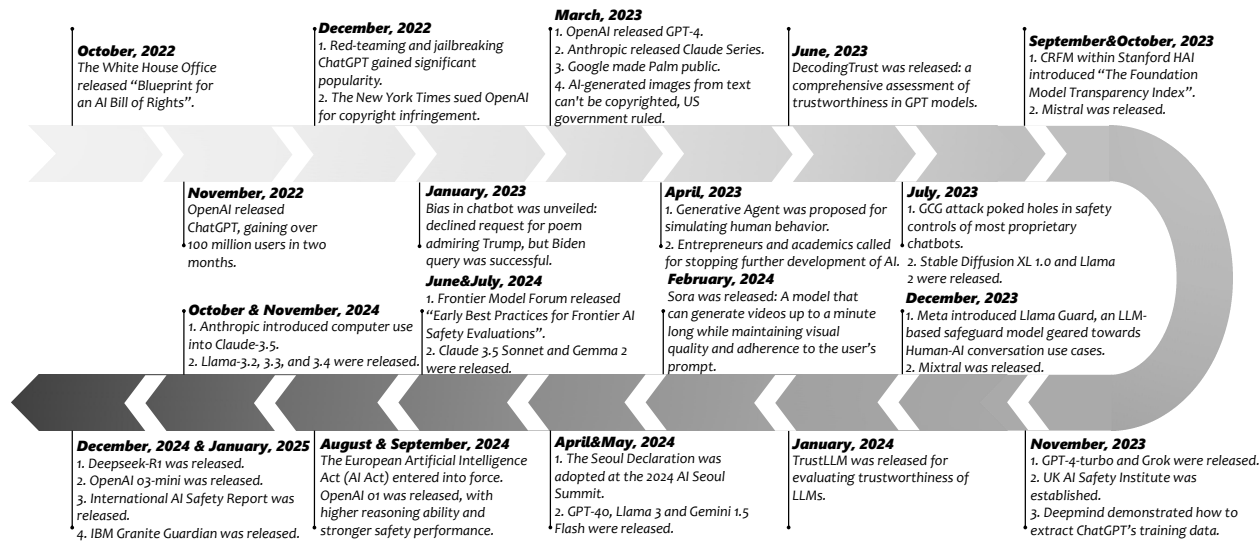 October, 2022
The White House Office
released “Blueprint for
an AI Bill of Rights”.
December, 2022
1. Red-teaming and jailbreaking
ChatGPT gained significant
popularity.
2. The New York Times sued OpenAI
for copyright infringement.
March, 2023
1. OpenAI released GPT-4.
2. Anthropic released Claude Series.
3. Google made Palm public.
4. AI-generated images from text
can't be copyrighted, US
government ruled.
June, 2023
DecodingTrust was released: a
comprehensive assessment of
trustworthiness in GPT models.
September&October, 2023
1. CRFM within Stanford HAI
introduced “The Foundation
Model Transparency Index”.
2. Mistral was released.
November, 2022
OpenAI released
ChatGPT, gaining over
100 million users in two
months.
January, 2023
Bias in chatbot was unveiled:
declined request for poem
admiring Trump, but Biden
query was successful.
April, 2023
1. Generative Agent was proposed for
simulating human behavior.
2. Entrepreneurs and academics called
for stopping further development of AI.
July, 2023
1. GCG attack poked holes in safety
controls of most proprietary
chatbots.
2. Stable Diffusion XL 1.0 and Llama
2 were released.
October & November, 2024
1. Anthropic introduced computer use
into Claude-3.5.
2. Llama-3.2, 3.3, and 3.4 were released.
June&July, 2024
1. Frontier Model Forum released
“Early Best Practices for Frontier AI
Safety Evaluations”.
2. Claude 3.5 Sonnet and Gemma 2
were released.
February, 2024
Sora was released: A model that
can generate videos up to a minute
long while maintaining visual
quality and adherence to the user’s
prompt.
December, 2023
1. Meta introduced Llama Guard, an LLM-
based safeguard model geared towards
Human-AI conversation use cases.
2. Mixtral was released.
December, 2024 & January, 2025
1. Deepseek-R1 was released.
2. OpenAI o3-mini was released.
3. International AI Safety Report was
released.
4. IBM Granite Guardian was released.
August & September, 2024
The European Artificial Intelligence
Act (AI Act) entered into force.
OpenAI o1 was released, with
higher reasoning ability and
stronger safety performance.
April&May, 2024
1. The Seoul Declaration was
adopted at the 2024 AI Seoul
Summit.
2. GPT-4o, Llama 3 and Gemini 1.5
Flash were released.
January, 2024
TrustLLM was released for
evaluating trustworthiness of
LLMs.
November, 2023
1. GPT-4-turbo and Grok were released.
2. UK AI Safety Institute was
established.
3. Deepmind demonstrated how to
extract ChatGPT’s training data.